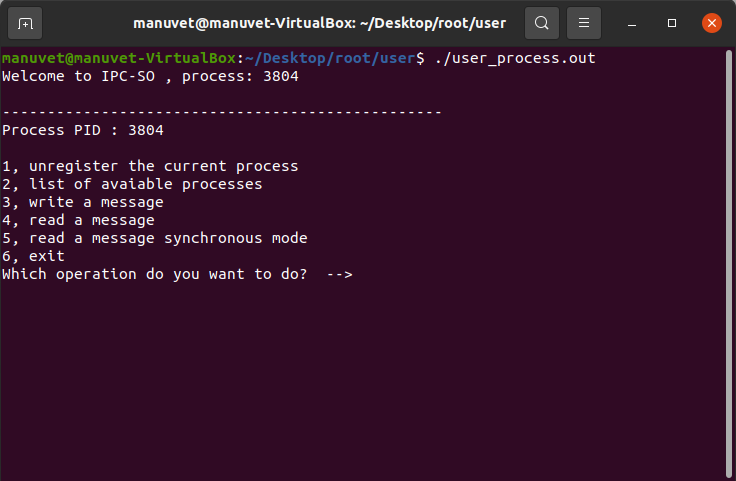 manuvet@manuvet-VirtualBox: ~/Desktop/root/user
manuvet@manuvet-VirtualBox:~/Desktop/root/user$ ./user_process.out
Welcome to IPC-SO , process: 3804
-------------------------------------------------
Process PID : 3804
1, unregister the current process
2, list of avaiable processes
3, write a message
4, read a message
5, read a message synchronous mode
6, exit
Which operation do you want to do?  -->